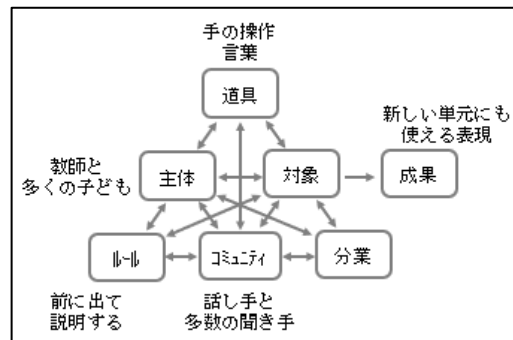 手の操作
言葉
道具
新しい単元にも
使える表現
教師と
多くの子ども
主体
対象
成果
ルール
コミュニティ
分業
前に出て
説明する
話し手と
多数の聞き手